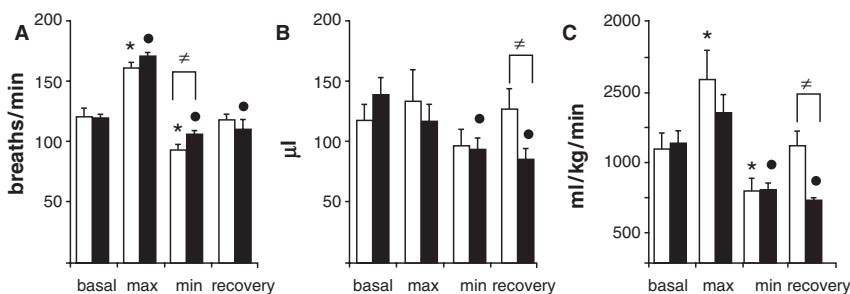 A
breaths/min
200
150
100
50
*
•
≠
*
•
•
basal max min recovery
B
µl
200
150
100
50
≠
•
•
basal max min recovery
C
ml/kg/min
2000
2500
1000
500
*
≠
*
•
•
basal max min recovery